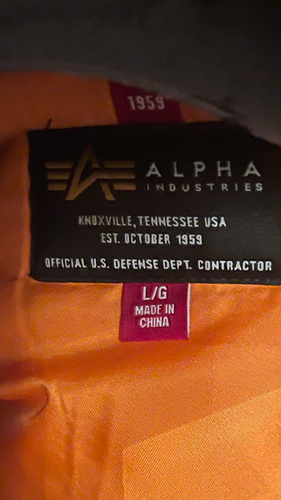 1959
ALPHA
INDUSTRIES
KNOXVILLE, TENNESSEE USA
EST. OCTOBER 1959
OFFICIAL U.S. DEFENSE DEPT. CONTRACTOR
L/G
MADE IN
CHINA